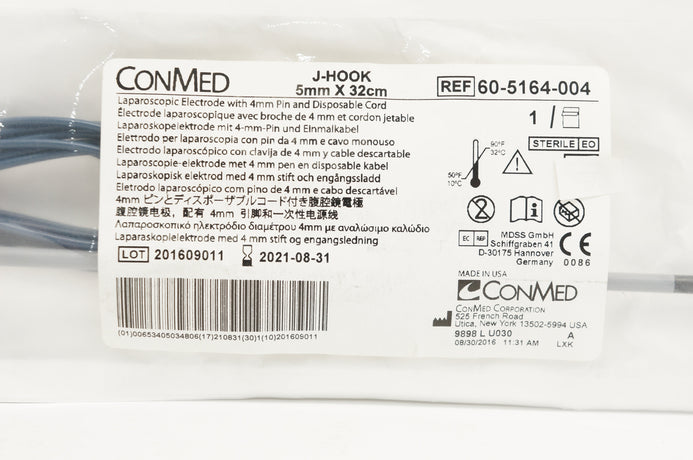 CONMED
J-HOOK
5mm X 32cm
REF 60-5164-004
Laparoscopic Electrode with 4mm Pin and Disposable Cord
Électrode laparoscopique avec broche de 4 mm et cordon jetable
Laparoskopelektrode mit 4-mm-Pin und Einmalkabel
Elettrodo per laparoscopia con pin da 4 mm e cavo monouso
Electrodo laparoscópico con clavija de 4 mm y cable descartable
Laparoscopie-elektrode met 4 mm pen en disposable kabel
Laparoskopisk elektrod med 4 mm stift och engångssladd
Eletrodo laparoscópico com pino de 4 mm e cabo descartável
4mm ピンとディスポーザブルコード付き腹腔鏡電極
腹腔镜电极，配有 4mm 引脚和一次性电源线
Λαπαροσκοπικό ηλεκτρόδιο διαμέτρου 4mm με αναλώσιμο καλώδιο
Laparaskopielektrode med 4 mm stift og engangsledning
LOT 201609011 2021-08-31
(01)00653405034806(17)210831(30)1(10)201609011
1 /
STERILE EO
90°F
32°C
50°F
10°C
2
i
EC REP
MDSS GmbH
Schiffgraben 41
D-30175 Hannover
Germany
CE
0086
MADE IN USA
CONMED
CONMED CORPORATION
525 French Road
Utica, New York 13502-5994 USA
9898 L U030 A
08/30/2016 11:31 AM LXK